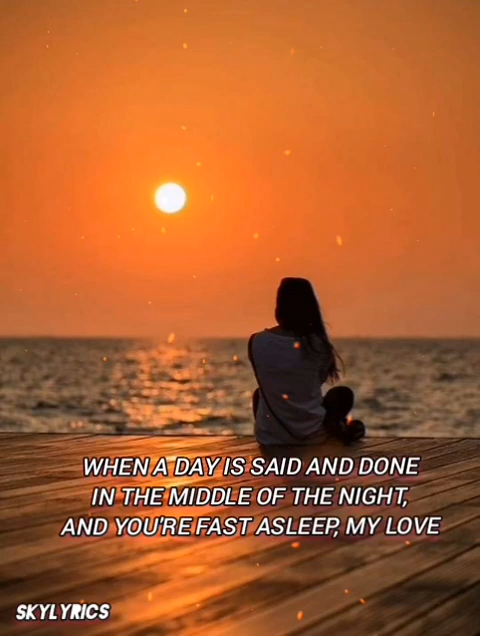 WHEN A DAY IS SAID AND DONE
IN THE MIDDLE OF THE NIGHT,
AND YOU'RE FAST ASLEEP, MY LOVE
SKYLYRICS